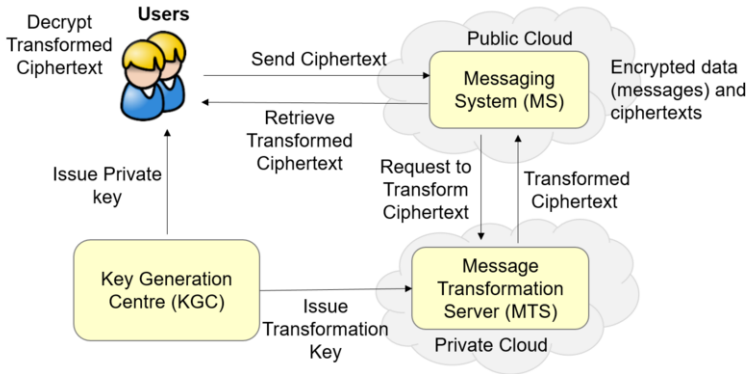 Decrypt
Transformed
Ciphertext
Users
Send Ciphertext
Retrieve
Transformed
Ciphertext
Public Cloud
Messaging
System (MS)
Encrypted data
(messages) and
ciphertexts
Issue Private
key
Request to
Transform
Ciphertext
Transformed
Ciphertext
Key Generation
Centre (KGC)
Issue
Transformation
Key
Message
Transformation
Server (MTS)
Private Cloud